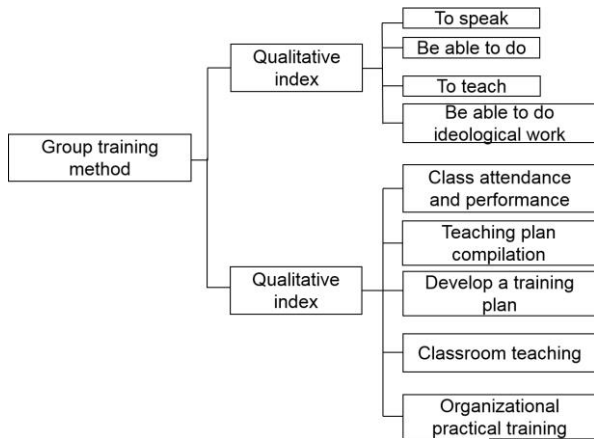 Group training
method
Qualitative
index
To speak
Be able to do
To teach
Be able to do
ideological work
Qualitative
index
Class attendance
and performance
Teaching plan
compilation
Develop a training
plan
Classroom teaching
Organizational
practical training